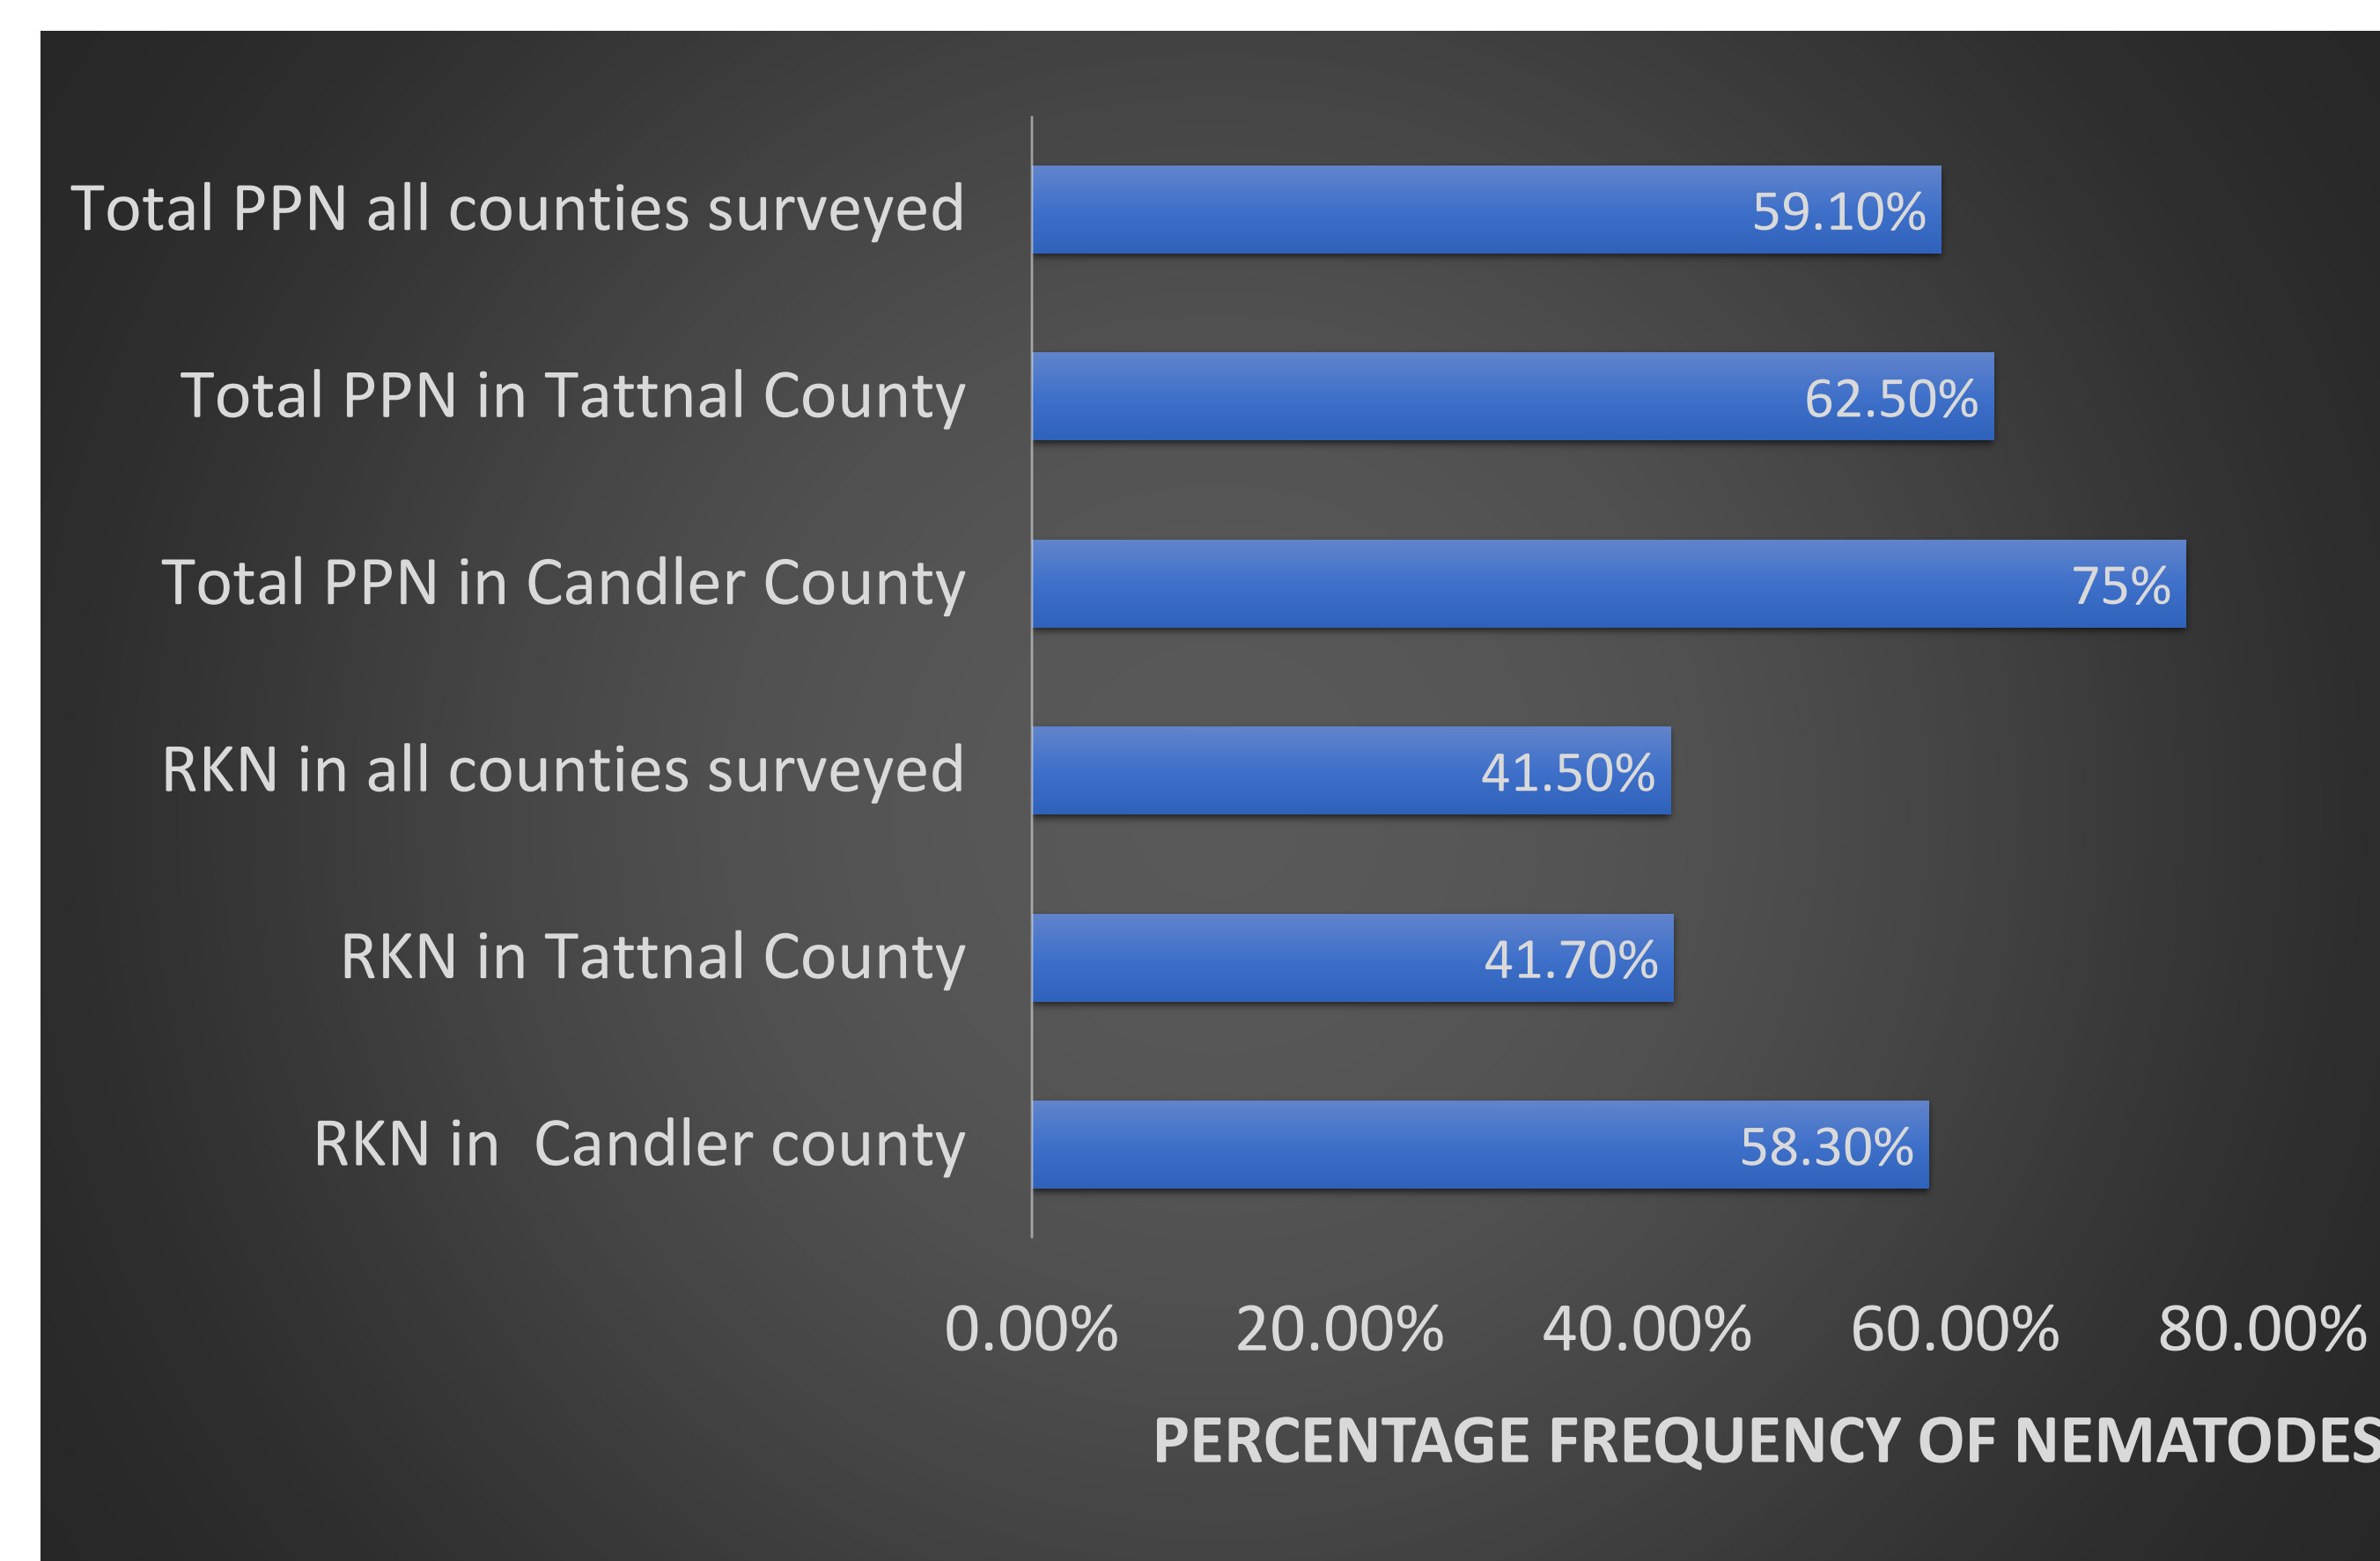 Total PPN all counties surveyed 59.10%
Total PPN in Tattnal County 62.50%
Total PPN in Candler County 75%
RKN in all counties surveyed 41.50%
RKN in Tattnal County 41.70%
RKN in  Candler county 58.30%
0.00% 20.00% 40.00% 60.00% 80.00%
PERCENTAGE FREQUENCY OF NEMATODES